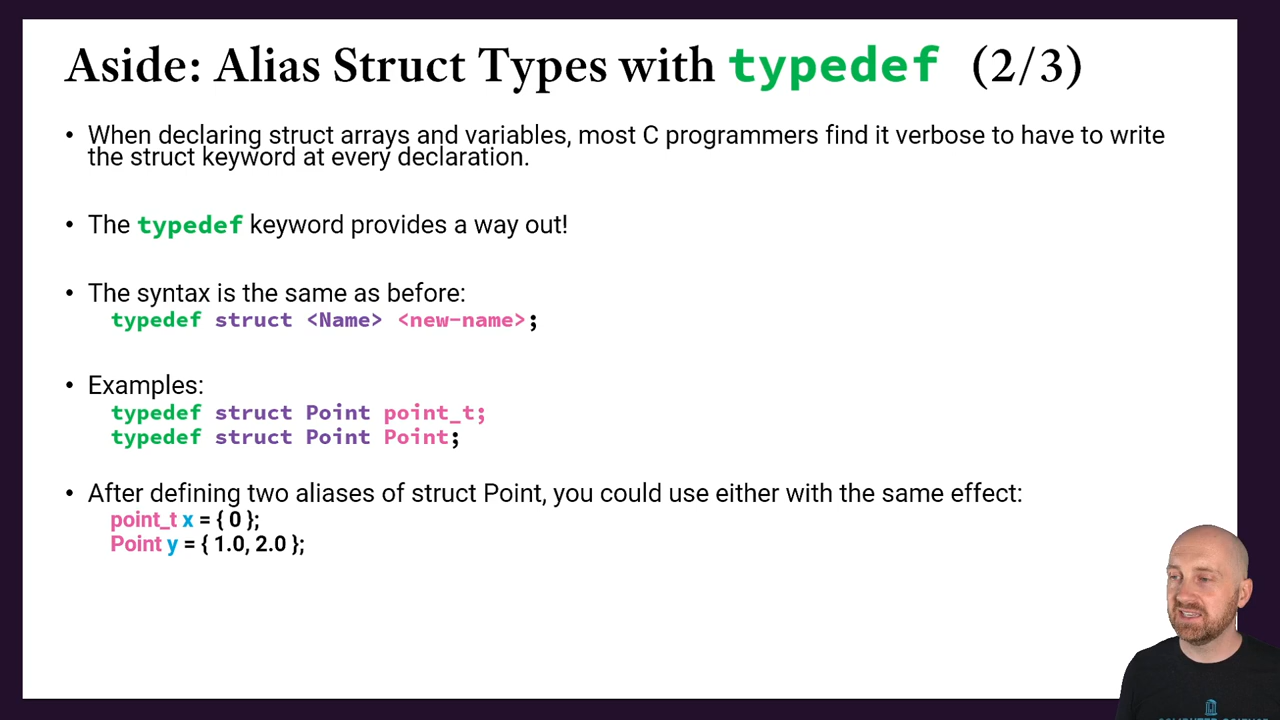 Aside: Alias Struct Types with typedef (2/3)
• When declaring struct arrays and variables, most C programmers find it verbose to have to write
the struct keyword at every declaration.
• The typedef keyword provides a way out!
• The syntax is the same as before:
typedef struct <Name> <new-name>;
• Examples:
typedef struct Point point_t;
typedef struct Point Point;
• After defining two aliases of struct Point, you could use either with the same effect:
point_t x = { 0 };
Point y = { 1.0, 2.0 };